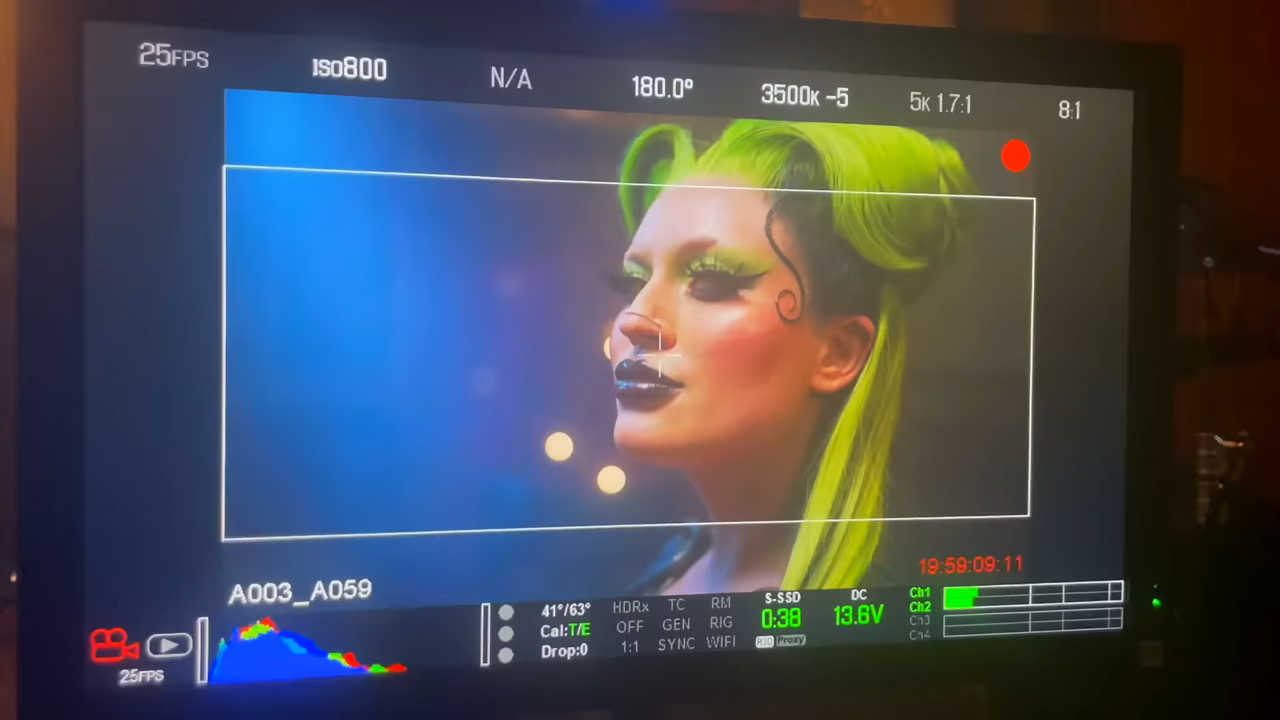 25FPS ISO800 N/A 180.0° 3500K -5 5K 1.7:1 8:1
19:59:09:11
A003_A059
41°/63° HDRx TC RM S-SSD DC Ch1
Cal:T/E OFF GEN RIG 0:38 13.6V Ch2
Drop:0 1:1 SYNC WIFI R3D Proxy Ch3
Ch4
25FPS